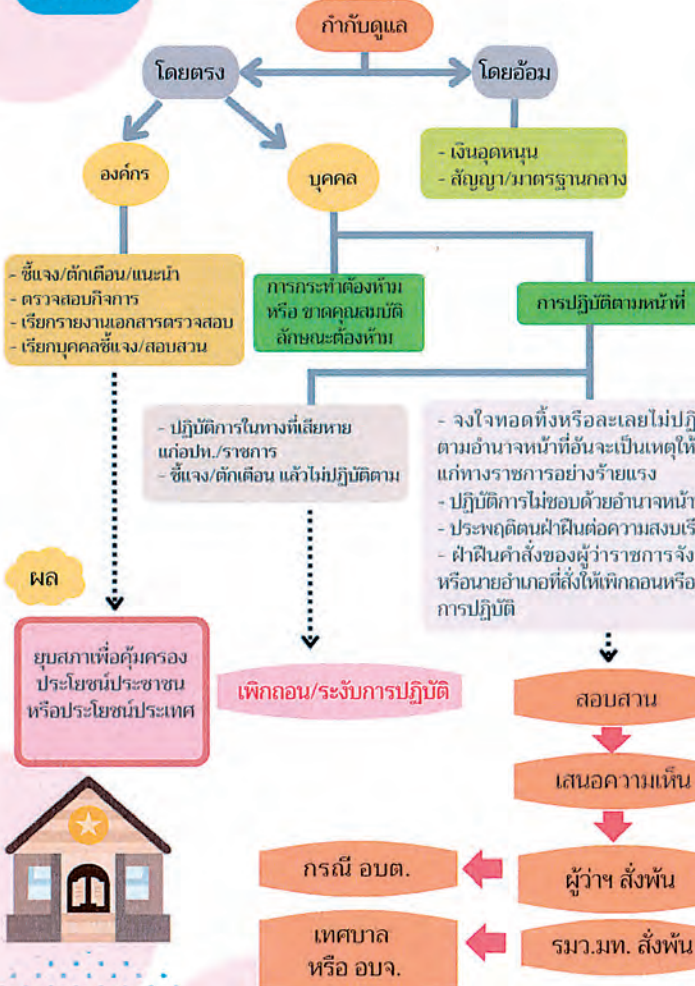 กำกับดูแล
โดยตรง
โดยอ้อม
องค์กร
บุคคล
- เงินอุดหนุน
- สัญญา/มาตรฐานกลาง
- ชี้แจง/ตักเตือน/แนะนำ
- ตรวจสอบกิจการ
- เรียกรายงานเอกสารตรวจสอบ
- เรียกบุคคลชี้แจง/สอบสวน
การกระทำต้องห้าม
หรือ ขาดคุณสมบัติ
ลักษณะต้องห้าม
การปฏิบัติตามหน้าที่
- ปฏิบัติการในทางที่เสียหาย
แก่อปท./ราชการ
- ชี้แจง/ตักเตือน แล้วไม่ปฏิบัติตาม
- จงใจทอดทิ้งหรือละเลยไม่ปฏิ
ตามอำนาจหน้าที่อันจะเป็นเหตุให้
แก่ทางราชการอย่างร้ายแรง
- ปฏิบัติการไม่ชอบด้วยอำนาจหน้า
- ประพฤติตนฝ่าฝืนต่อความสงบเรี
- ฝ่าฝืนคำสั่งของผู้ว่าราชการจัง
หรือนายอำเภอที่สั่งให้เพิกถอนหรือ
การปฏิบัติ
ผล
ยุบสภาเพื่อคุ้มครอง
ประโยชน์ประชาชน
หรือประโยชน์ประเทศ
เพิกถอน/ระงับการปฏิบัติ
สอบสวน
เสนอความเห็น
กรณี อบต.
ผู้ว่าฯ สั่งพ้น
เทศบาล
หรือ อบจ.
รมว.มท. สั่งพ้น